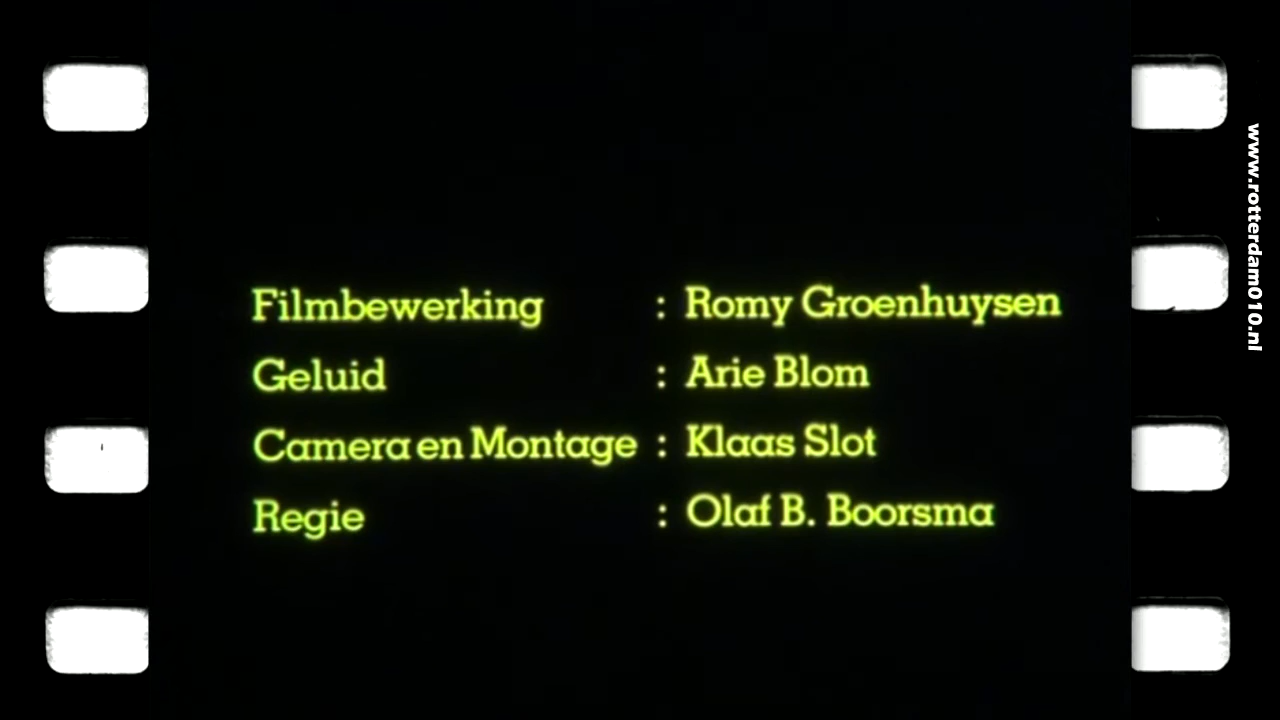 Filmbewerking : Romy Groenhuysen
Geluid : Arie Blom
Camera en Montage : Klaas Slot
Regie : Olaf B. Boorsma
www.rotterdam010.nl